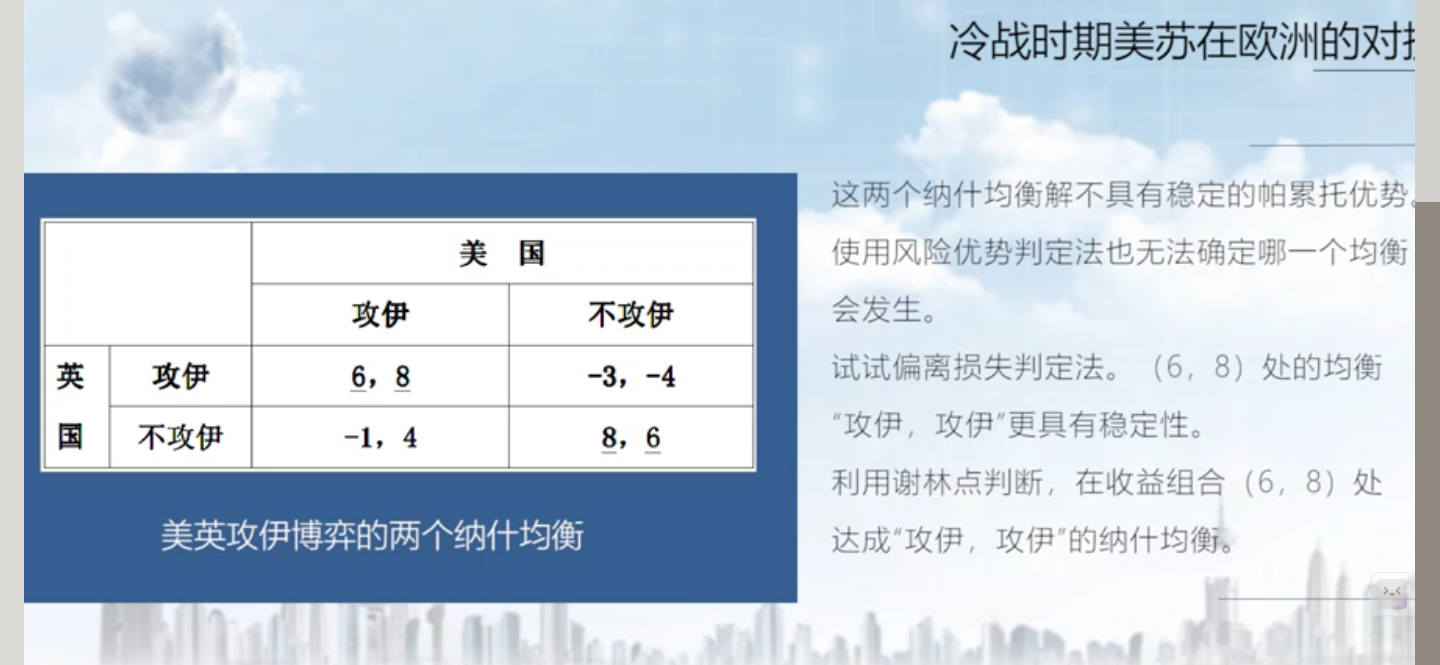 冷战时期美苏在欧洲的对
美 国
攻伊 不攻伊
英 攻伊 6，8 -3，-4
国 不攻伊 -1，4 8，6
美英攻伊博弈的两个纳什均衡
这两个纳什均衡解不具有稳定的帕累托优势。
使用风险优势判定法也无法确定哪一个均衡
会发生。
试试偏离损失判定法。（6，8）处的均衡
“攻伊，攻伊”更具有稳定性。
利用谢林点判断，在收益组合（6，8）处
达成“攻伊，攻伊”的纳什均衡。